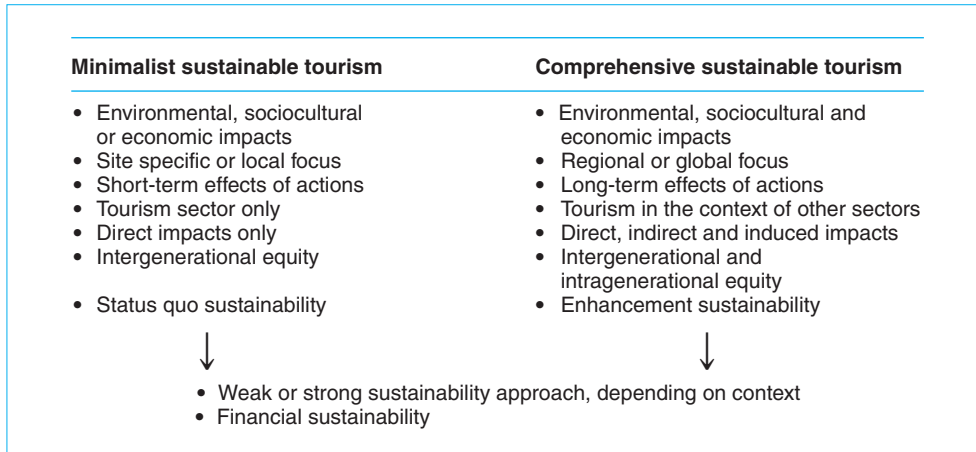 Minimalist sustainable tourism
• Environmental, sociocultural
or economic impacts
• Site specific or local focus
• Short-term effects of actions
• Tourism sector only
• Direct impacts only
• Intergenerational equity
• Status quo sustainability
Comprehensive sustainable tourism
• Environmental, sociocultural and
economic impacts
• Regional or global focus
• Long-term effects of actions
• Tourism in the context of other sectors
• Direct, indirect and induced impacts
• Intergenerational and
intragenerational equity
• Enhancement sustainability
• Weak or strong sustainability approach, depending on context
• Financial sustainability